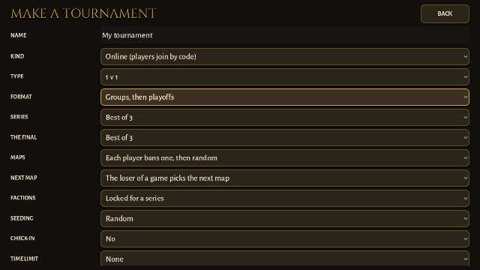 MAKE A TOURNAMENT
BACK
NAME My tournament
KIND Online (players join by code)
TYPE 1 v 1
FORMAT Groups, then playoffs
SERIES Best of 3
THE FINAL Best of 3
MAPS Each player bans one, then random
NEXT MAP The loser of a game picks the next map
FACTIONS Locked for a series
SEEDING Random
CHECK-IN No
TIME LIMIT None